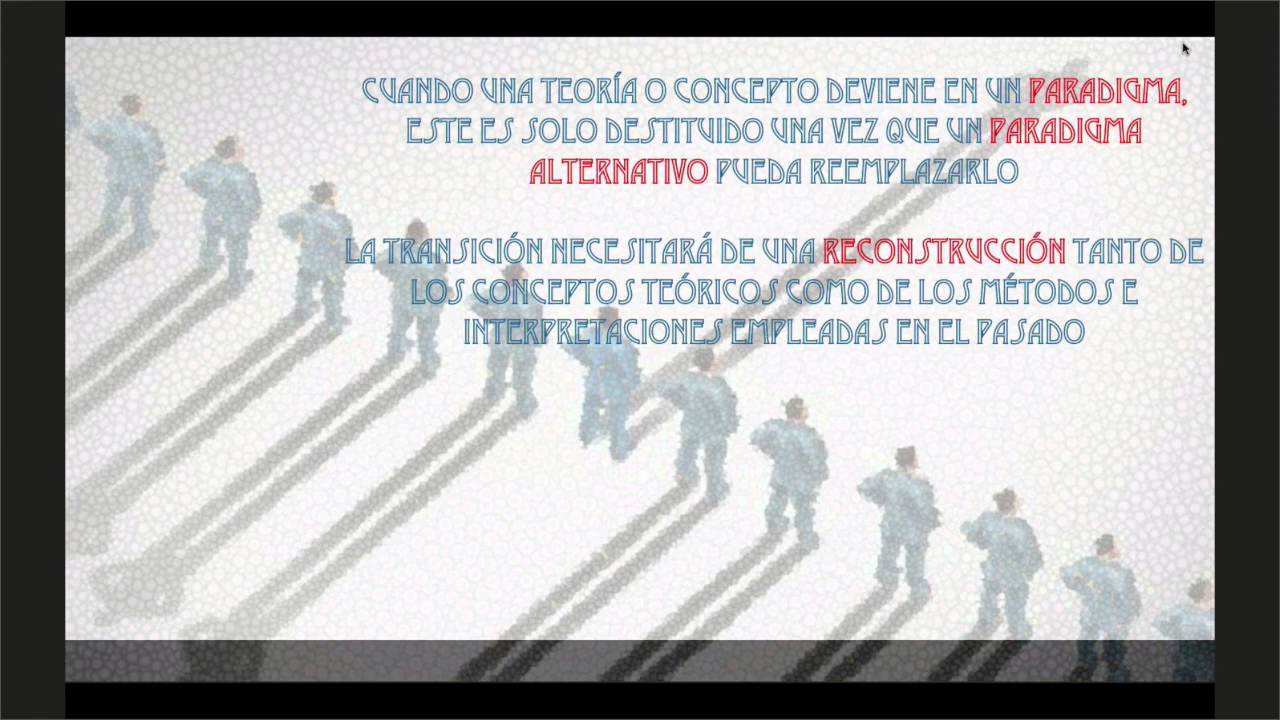 CUANDO UNA TEORÍA O CONCEPTO DEVIENE EN UN PARADIGMA,
ESTE ES SOLO DESTITUIDO UNA VEZ QUE UN PARADIGMA
ALTERNATIVO PUEDA REEMPLAZARLO
LA TRANSICIÓN NECESITARÁ DE UNA RECONSTRUCCIÓN TANTO DE
LOS CONCEPTOS TEÓRICOS COMO DE LOS MÉTODOS E
INTERPRETACIONES EMPLEADAS EN EL PASADO